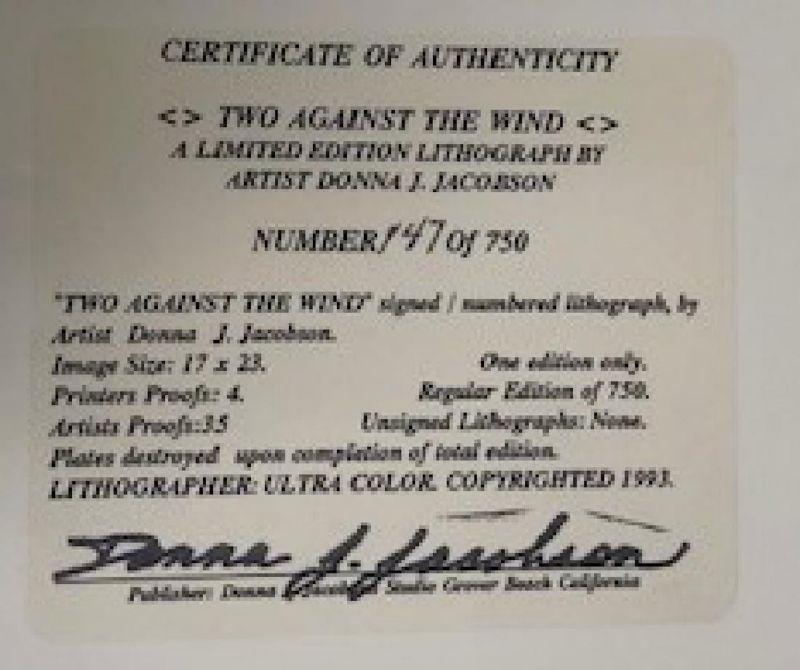 CERTIFICATE OF AUTHENTICITY
<> TWO AGAINST THE WIND <>
A LIMITED EDITION LITHOGRAPH BY
ARTIST DONNA J. JACOBSON
NUMBER 147 Of 750
"TWO AGAINST THE WIND" signed / numbered lithograph, by
Artist Donna J. Jacobson.
Image Size: 17 x 23. One edition only.
Printers Proofs: 4. Regular Edition of 750.
Artists Proofs:35 Unsigned Lithographs: None.
Plates destroyed upon completion of total edition.
LITHOGRAPHER: ULTRA COLOR. COPYRIGHTED 1993.
Donna J. Jacobson
Publisher: Donna Studio Grover Beach California